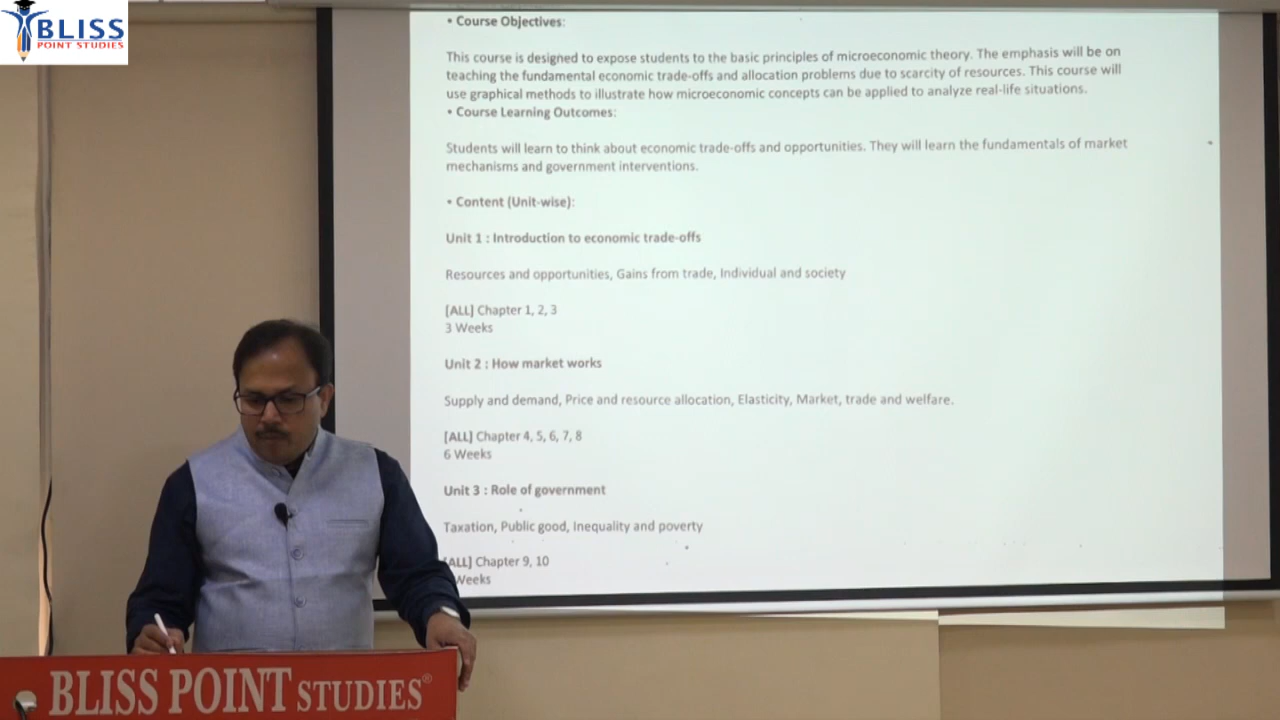 BLISS
POINT STUDIES
• Course Objectives:
This course is designed to expose students to the basic principles of microeconomic theory. The emphasis will be on
teaching the fundamental economic trade-offs and allocation problems due to scarcity of resources. This course will
use graphical methods to illustrate how microeconomic concepts can be applied to analyze real-life situations.
• Course Learning Outcomes:
Students will learn to think about economic trade-offs and opportunities. They will learn the fundamentals of market
mechanisms and government interventions.
• Content (Unit-wise):
Unit 1 : Introduction to economic trade-offs
Resources and opportunities, Gains from trade, Individual and society
[ALL] Chapter 1, 2, 3
3 Weeks
Unit 2 : How market works
Supply and demand, Price and resource allocation, Elasticity, Market, trade and welfare.
[ALL] Chapter 4, 5, 6, 7, 8
6 Weeks
Unit 3 : Role of government
Taxation, Public good, Inequality and poverty
ALL] Chapter 9, 10
Weeks
BLISS POINT STUDIES®